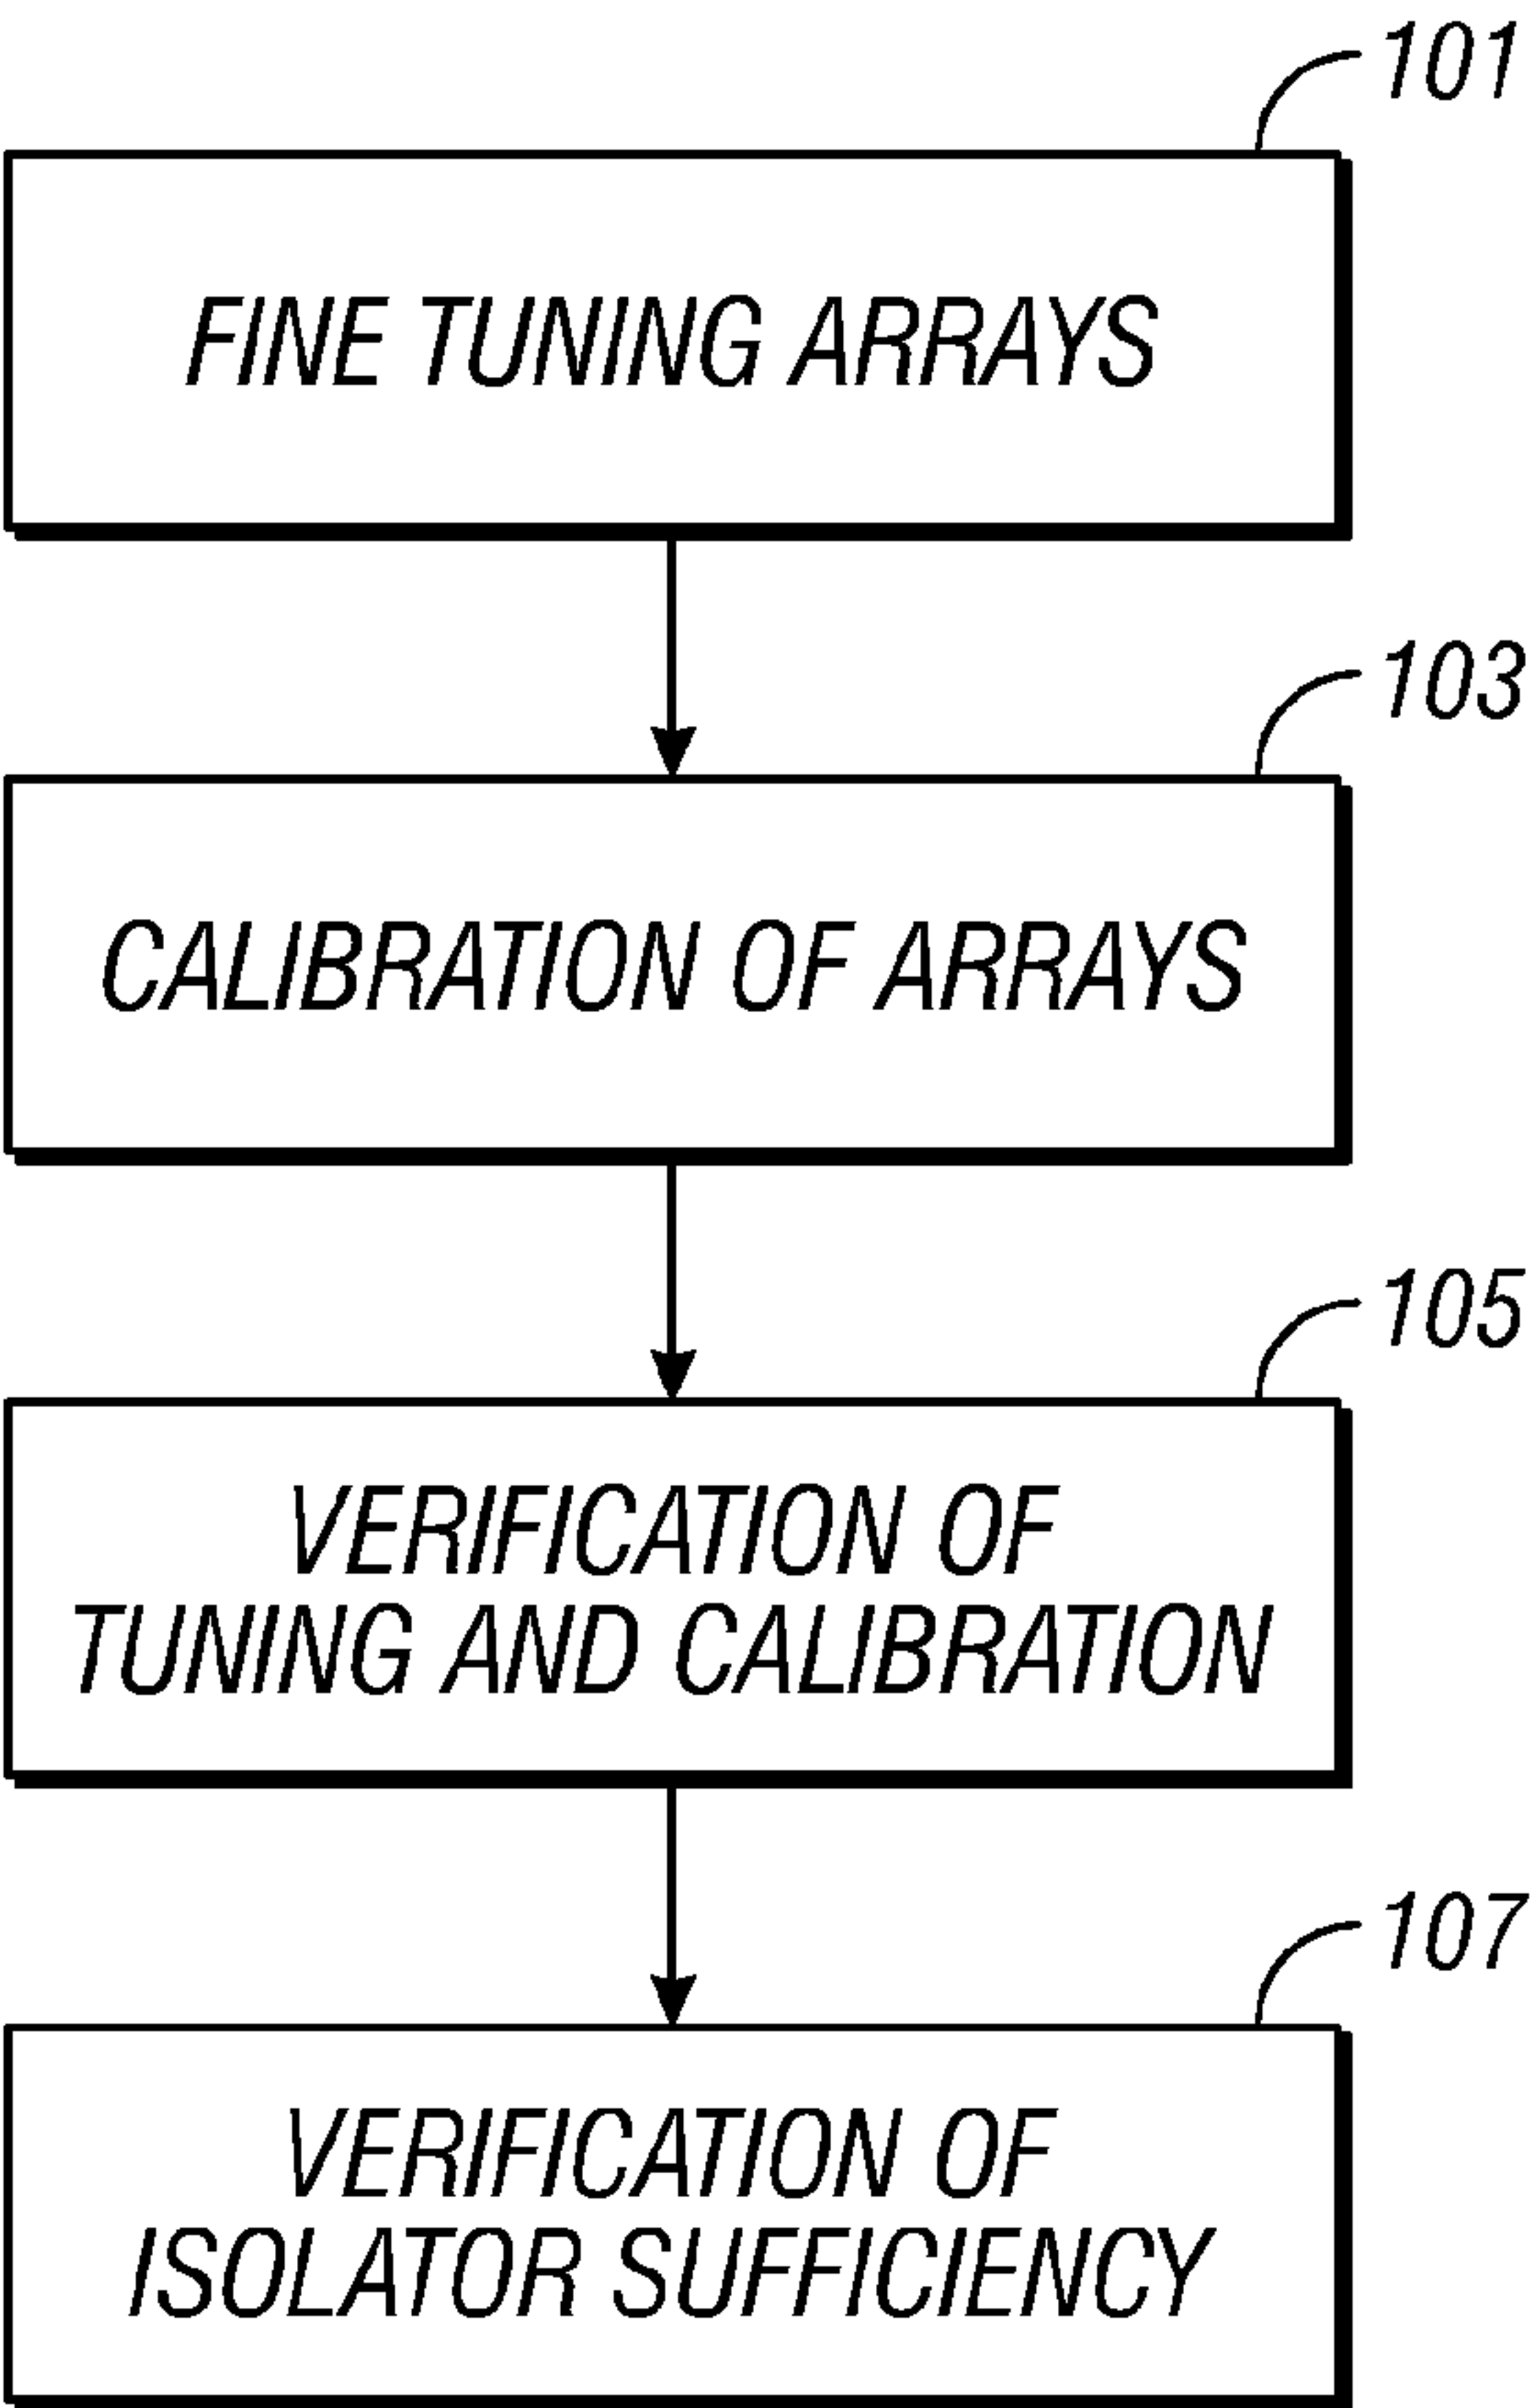 101
FINE TUNING ARRAYS
103
CALIBRATION OF ARRAYS
105
VERIFICATION OF
TUNING AND CALIBRATION
107
VERIFICATION OF
ISOLATOR SUFFICIENCY